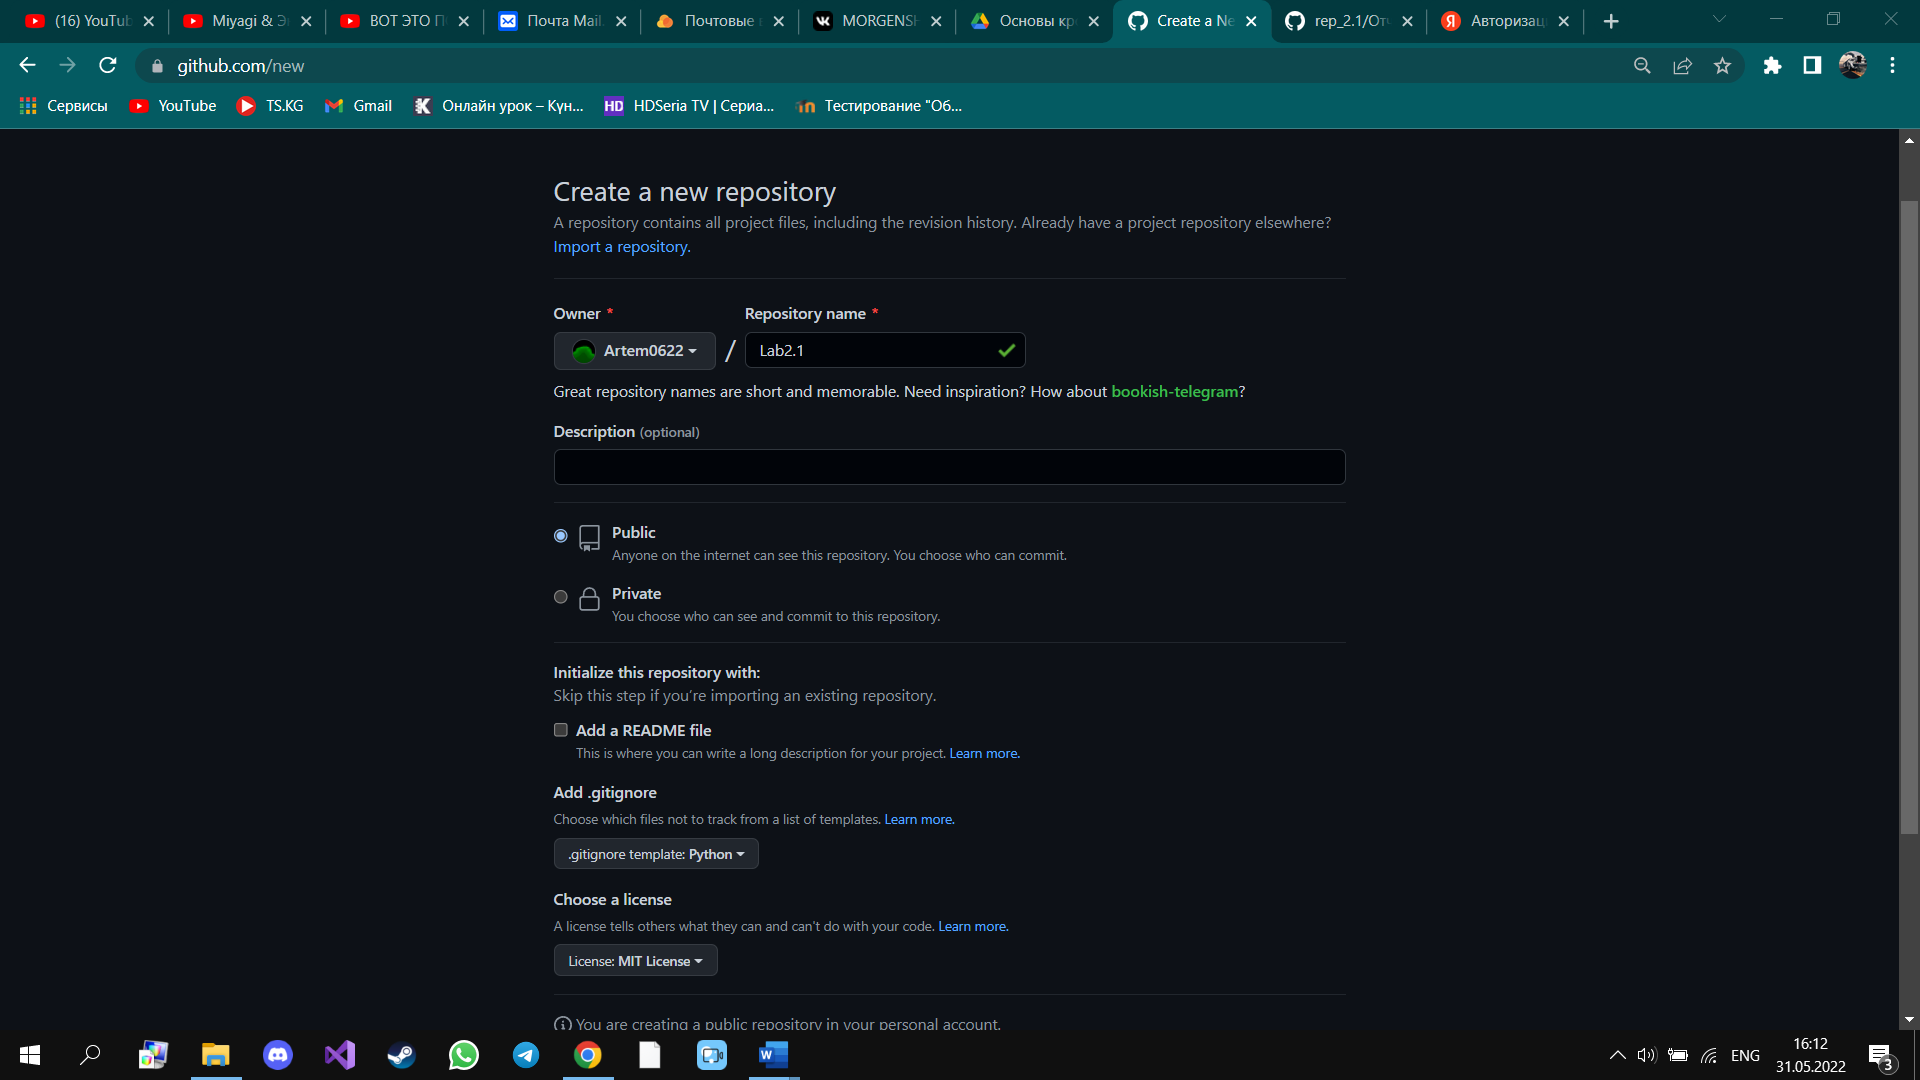 (16) YouTub
Miyagi & Э
ВОТ ЭТО П
Почта Mail.
Почтовые
MORGENSH
Основы кр
Create a Ne
rep_2.1/От
Авторизац
github.com/new
Сервисы
YouTube
TS.KG
Gmail
Онлайн урок – Күн...
HD HDSeria TV | Сериа...
Тестирование "Об...
Create a new repository
A repository contains all project files, including the revision history. Already have a project repository elsewhere?
Import a repository.
Owner *
Repository name *
Artem0622
/
Lab2.1
Great repository names are short and memorable. Need inspiration? How about bookish-telegram?
Description (optional)
Public
Anyone on the internet can see this repository. You choose who can commit.
Private
You choose who can see and commit to this repository.
Initialize this repository with:
Skip this step if you're importing an existing repository.
Add a README file
This is where you can write a long description for your project. Learn more.
Add .gitignore
Choose which files not to track from a list of templates. Learn more.
.gitignore template: Python
Choose a license
A license tells others what they can and can't do with your code. Learn more.
License: MIT License
You are creating a public repository in your personal account.
ENG
16:12
31.05.2022
3